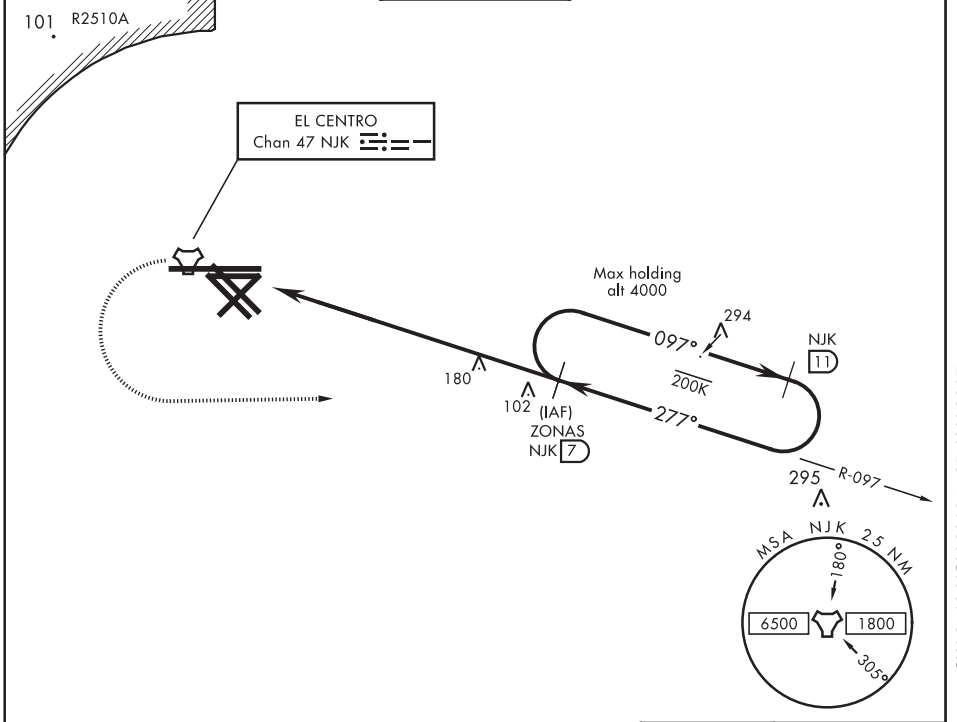 101 R2510A
EL CENTRO
Chan 47 NJK
Max holding
alt 4000
294
097°
NJK
11
200K
180
102
(IAF)
ZONAS
NJK 7
277°
295
R-097
MSA NJK 25 NM
180°
6500
1800
305°